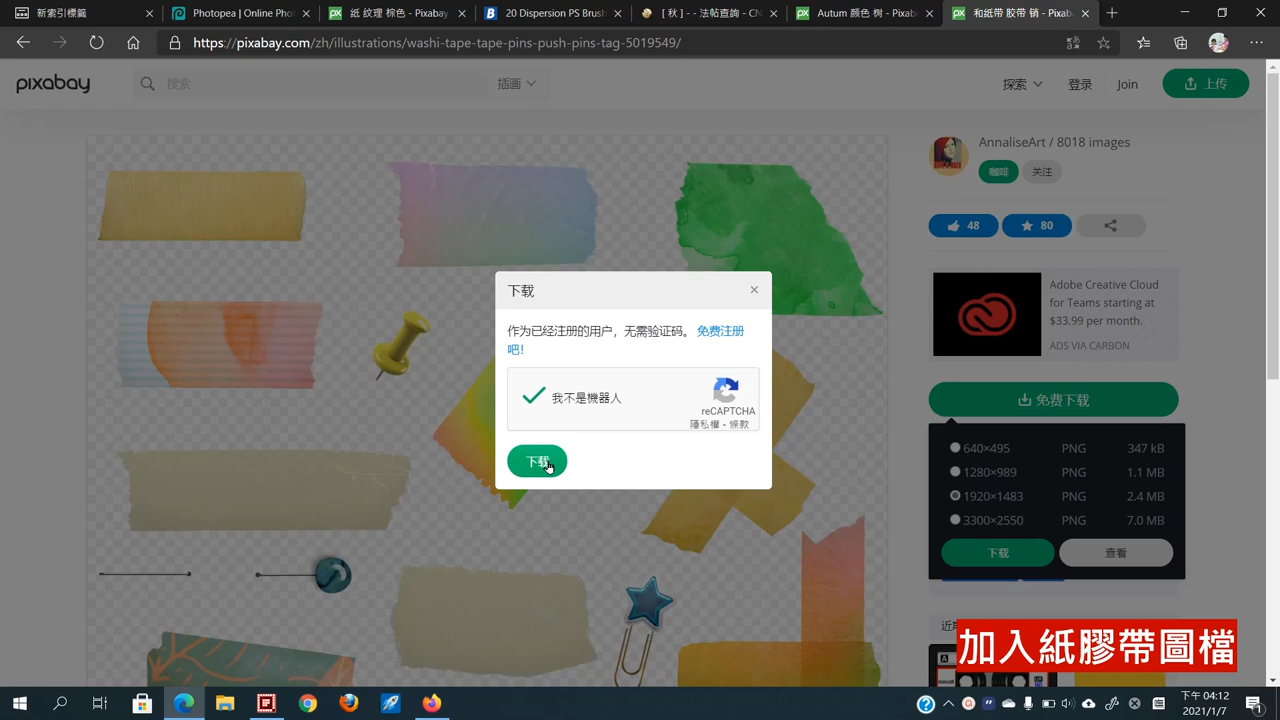 新索引標籤
Photopea | Online Pho
纸 纹理 棕色 - Pixabay
20 Dispersion PS Brush
[ 秋 ] - - 法帖查詢 - CN
Autum 颜色 树 - Pixab
和紙带 胶带 销 - Pixab
https://pixabay.com/zh/illustrations/washi-tape-tape-pins-push-pins-tag-5019549/
pixabay
搜索
插画
探索
登录
Join
上传
AnnaliseArt / 8018 images
咖啡
关注
48
80
Adobe Creative Cloud
for Teams starting at
$33.99 per month.
ADS VIA CARBON
下载
作为已经注册的用户，无需验证码。 免费注册
吧!
我不是機器人
reCAPTCHA
隱私權 - 條款
下载
免费下载
640×495 PNG 347 kB
1280×989 PNG 1.1 MB
1920×1483 PNG 2.4 MB
3300×2550 PNG 7.0 MB
下载
查看
加入紙膠帶圖檔
下午 04:12
2021/1/7